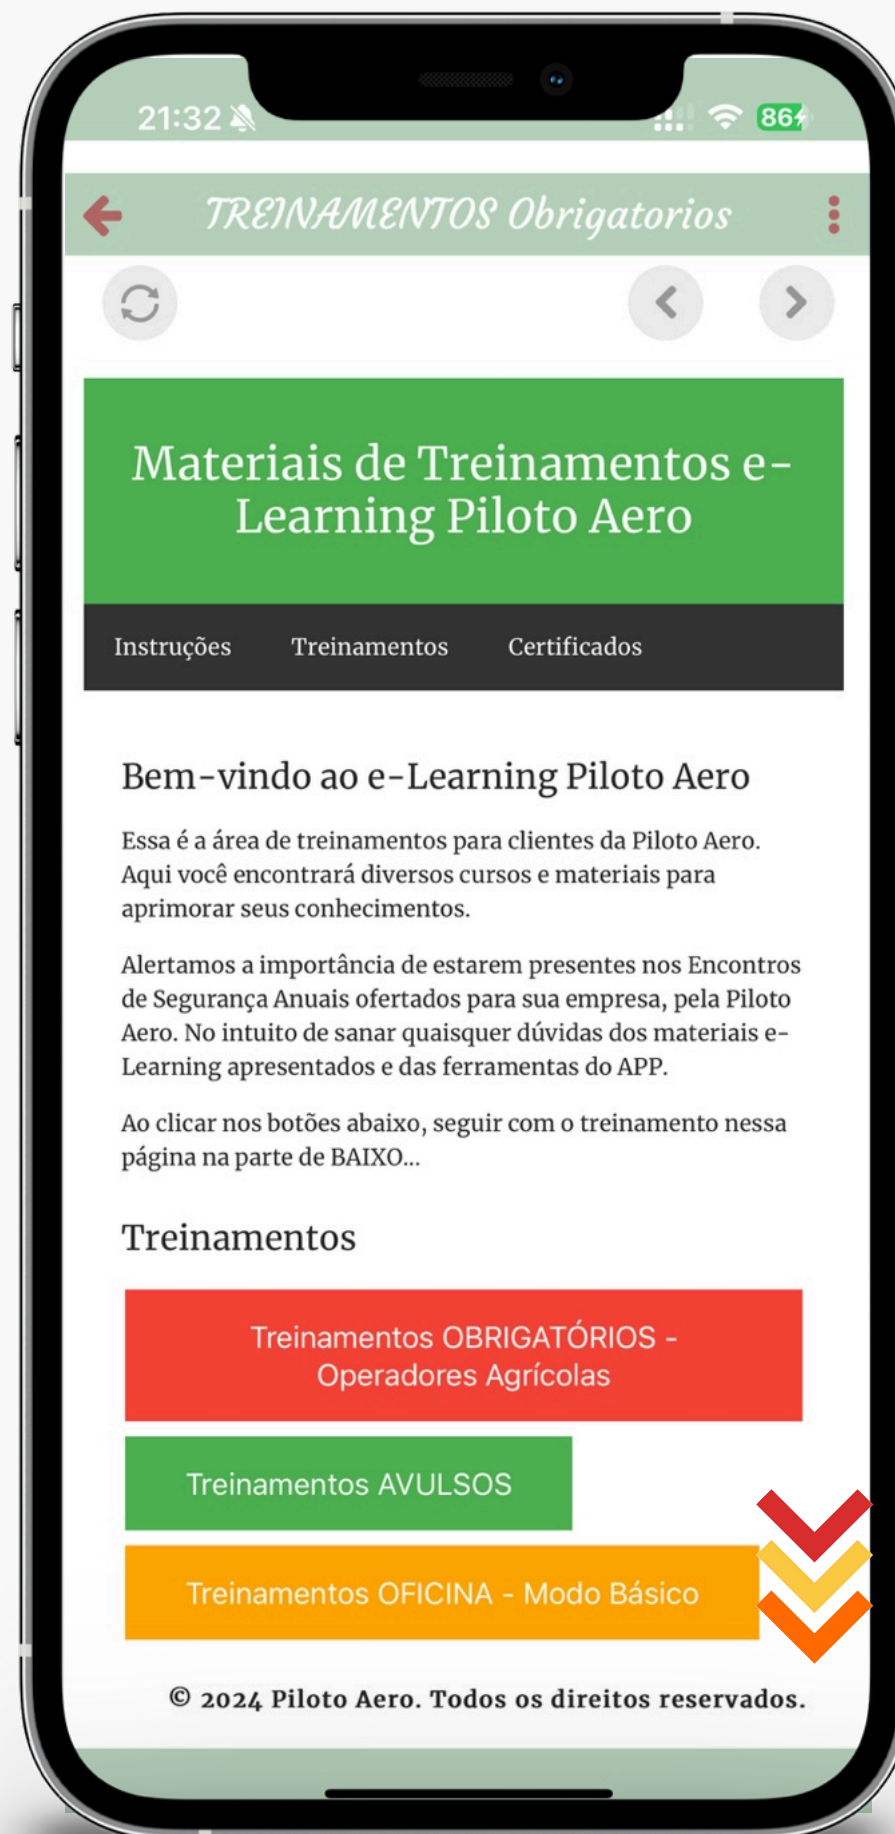 21:32
86
TREINAMENTOS Obrigatorios
Materiais de Treinamentos e-
Learning Piloto Aero
Instruções Treinamentos Certificados
Bem-vindo ao e-Learning Piloto Aero
Essa é a área de treinamentos para clientes da Piloto Aero.
Aqui você encontrará diversos cursos e materiais para
aprimorar seus conhecimentos.
Alertamos a importância de estarem presentes nos Encontros
de Segurança Anuais ofertados para sua empresa, pela Piloto
Aero. No intuito de sanar quaisquer dúvidas dos materiais e-
Learning apresentados e das ferramentas do APP.
Ao clicar nos botões abaixo, seguir com o treinamento nessa
página na parte de BAIXO...
Treinamentos
Treinamentos OBRIGATÓRIOS -
Operadores Agrícolas
Treinamentos AVULSOS
Treinamentos OFICINA - Modo Básico
© 2024 Piloto Aero. Todos os direitos reservados.